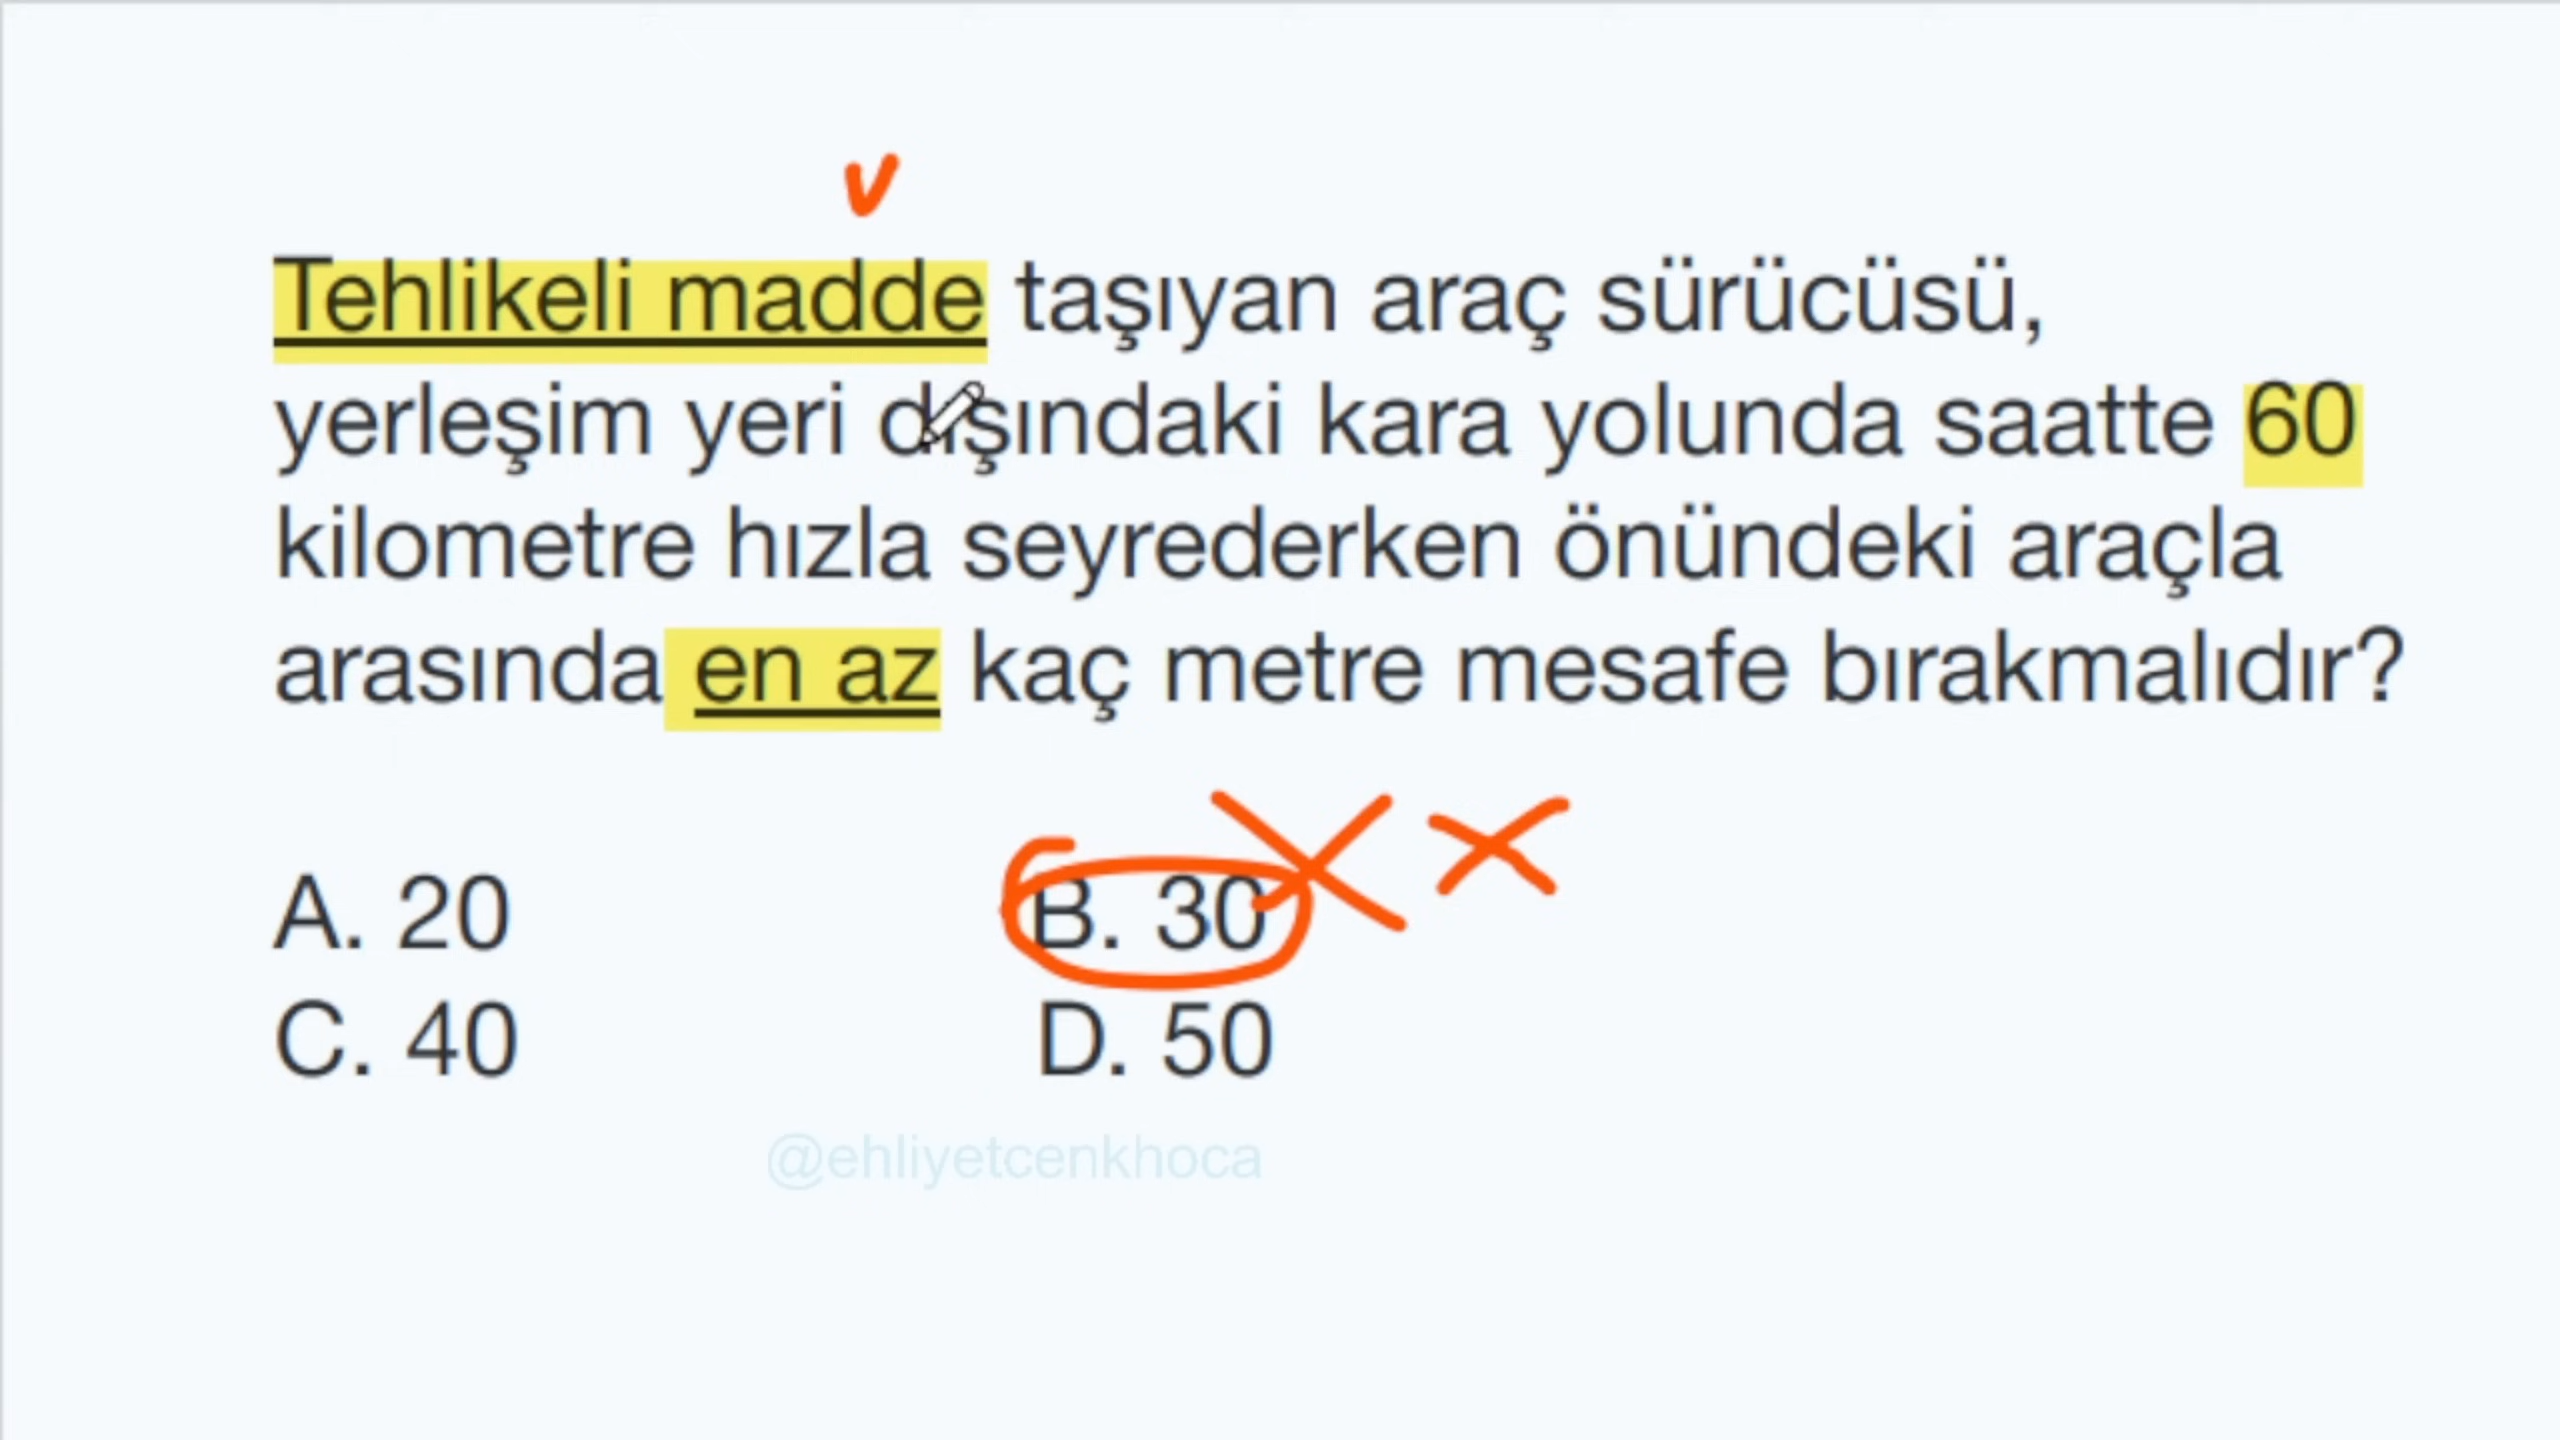 Tehlikeli madde taşıyan araç sürücüsü,
yerleşim yeri dışındaki kara yolunda saatte 60
kilometre hızla seyrederken önündeki araçla
arasında en az kaç metre mesafe bırakmalıdır?
A. 20 B. 30
C. 40 D. 50
@ehliyetcenkhoca